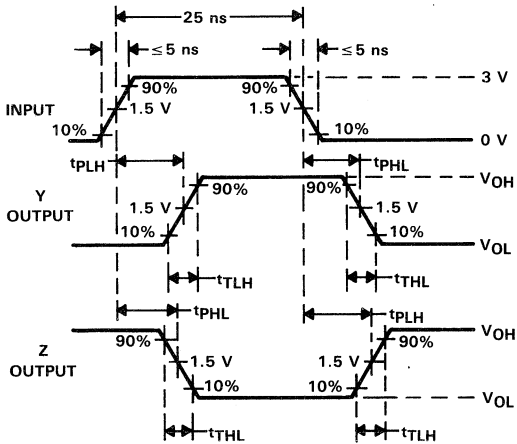 25 ns
≤5 ns ≤5 ns
90% 90% 3 V
INPUT 1.5 V 1.5 V
10% 10% 0 V
tPLH tPHL
90% 90% VOH
Y OUTPUT 1.5 V 1.5 V
10% 10% VOL
tTLH tTHL
tPHL tPLH
90% 90% VOH
Z OUTPUT 1.5 V 1.5 V
10% 10% VOL
tTHL tTLH